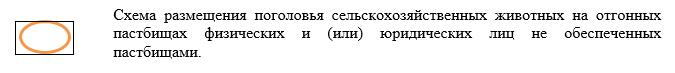 Схема размещения поголовья сельскохозяйственных животных на отгонных
пастбищах физических и (или) юридических лиц не обеспеченных
пастбищами.